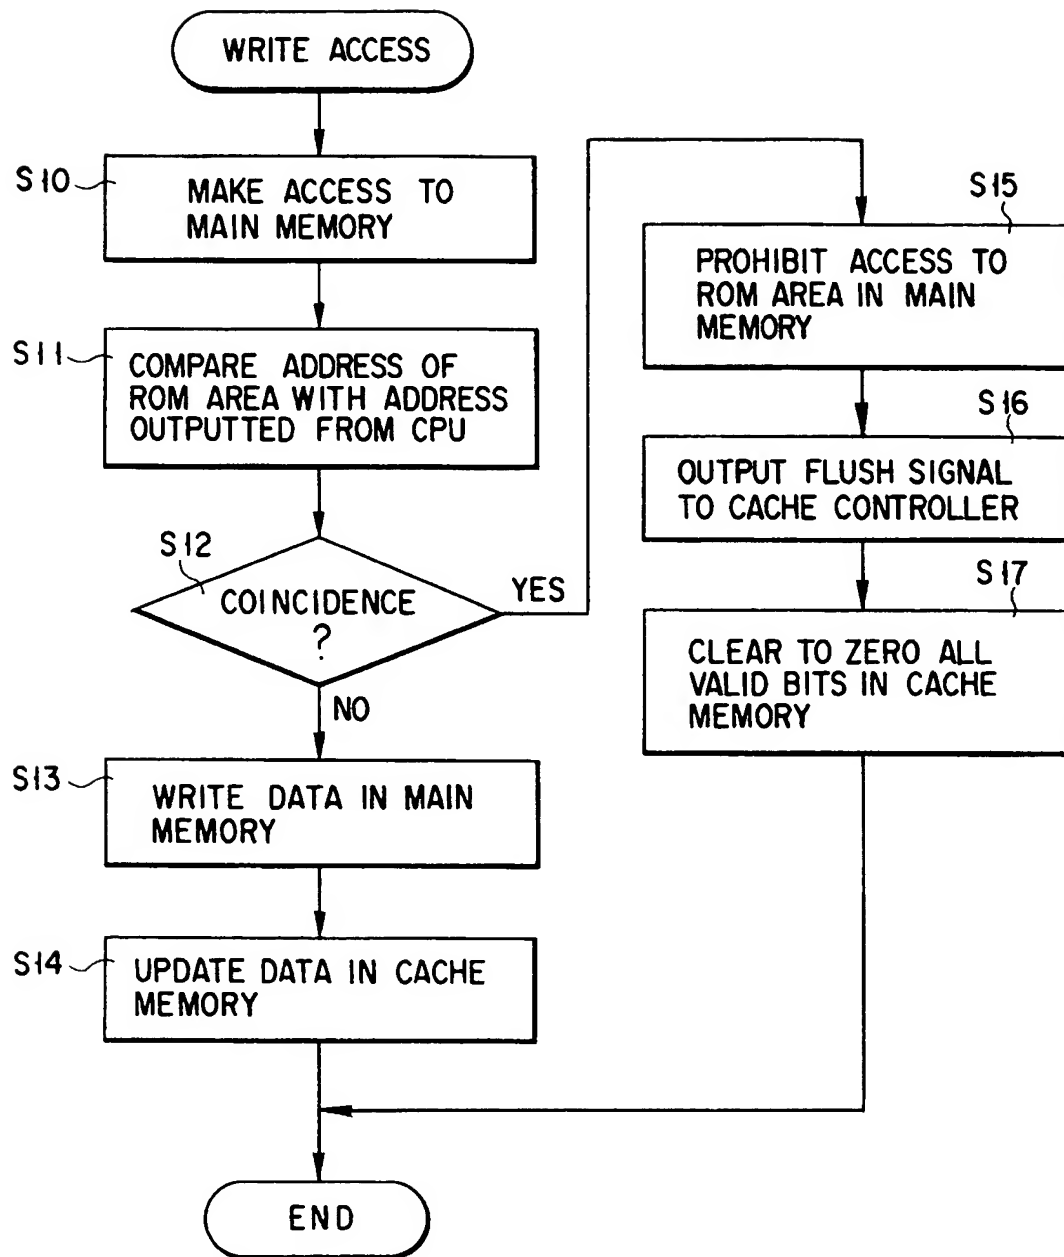 WRITE ACCESS
S10
MAKE ACCESS TO
MAIN MEMORY
S11
COMPARE ADDRESS OF
ROM AREA WITH ADDRESS
OUTPUTTED FROM CPU
S12
COINCIDENCE
?
YES
NO
S13
WRITE DATA IN MAIN
MEMORY
S14
UPDATE DATA IN CACHE
MEMORY
S15
PROHIBIT ACCESS TO
ROM AREA IN MAIN
MEMORY
S16
OUTPUT FLUSH SIGNAL
TO CACHE CONTROLLER
S17
CLEAR TO ZERO ALL
VALID BITS IN CACHE
MEMORY
END